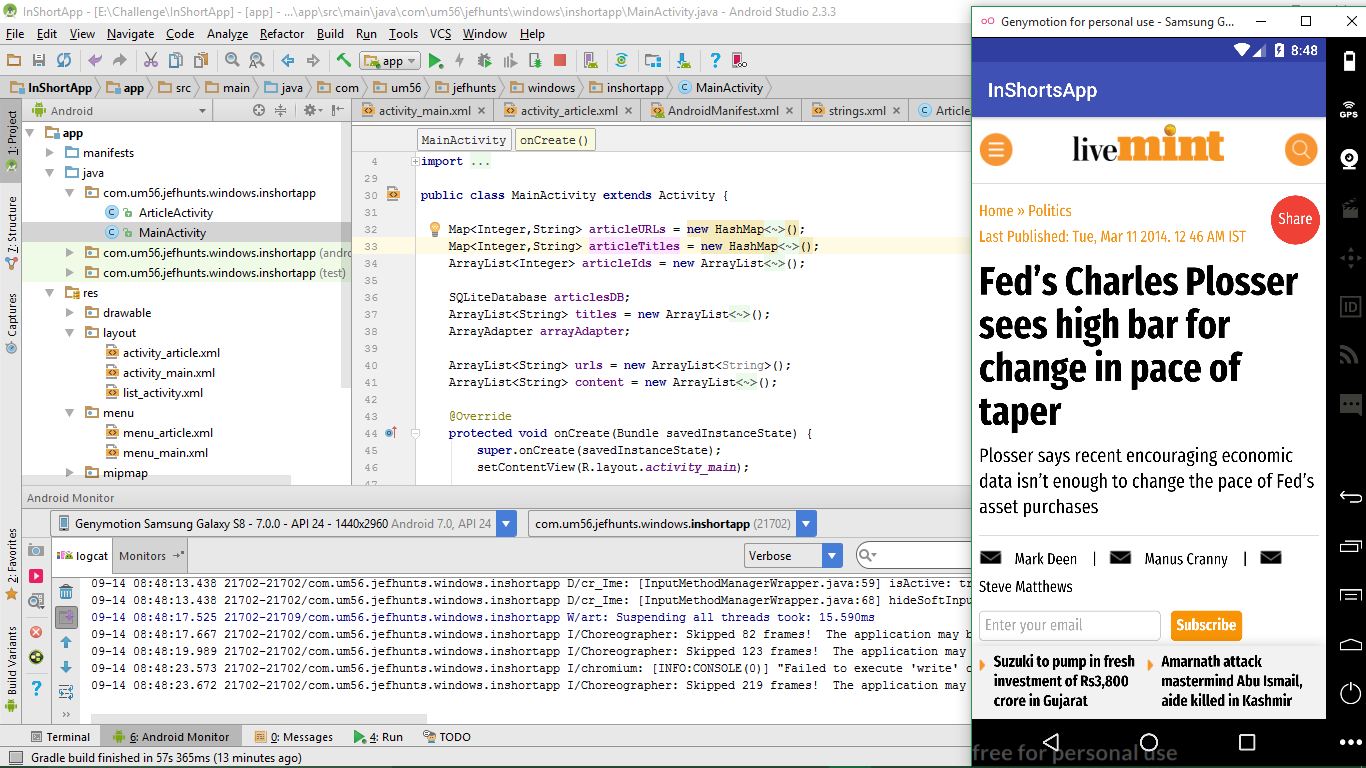 InShortApp - [E:\Challenge\InShortApp] - [app] - ...\app\src\main\java\com\um56\jefhunts\windows\inshortapp\MainActivity.java - Android Studio 2.3.3
File Edit View Navigate Code Analyze Refactor Build Run Tools VCS Window Help
app
InShortApp app src main java com um56 jefhunts windows inshortapp MainActivity
Android
activity_main.xml activity_article.xml AndroidManifest.xml strings.xml Article
1: Project
7: Structure
Captures
2: Favorites
Build Variants
app
manifests
java
com.um56.jefhunts.windows.inshortapp
ArticleActivity
MainActivity
com.um56.jefhunts.windows.inshortapp (andro
com.um56.jefhunts.windows.inshortapp (test)
res
drawable
layout
activity_article.xml
activity_main.xml
list_activity.xml
menu
menu_article.xml
menu_main.xml
mipmap
MainActivity onCreate()
4 import ...
29
30 public class MainActivity extends Activity {
31
32 Map<Integer,String> articleURLs = new HashMap<~>();
33 Map<Integer,String> articleTitles = new HashMap<~>();
34 ArrayList<Integer> articleIds = new ArrayList<~>();
35
36 SQLiteDatabase articlesDB;
37 ArrayList<String> titles = new ArrayList<~>();
38 ArrayAdapter arrayAdapter;
39
40 ArrayList<String> urls = new ArrayList<String>();
41 ArrayList<String> content = new ArrayList<~>();
42
43 @Override
44 protected void onCreate(Bundle savedInstanceState) {
45 super.onCreate(savedInstanceState);
46 setContentView(R.layout.activity_main);
Android Monitor
Genymotion Samsung Galaxy S8 - 7.0.0 - API 24 - 1440x2960 Android 7.0, API 24
com.um56.jefhunts.windows.inshortapp (21702)
logcat Monitors Verbose
09-14 08:48:13.438 21702-21702/com.um56.jefhunts.windows.inshortapp D/cr_Ime: [InputMethodManagerWrapper.java:59] isActive: tr
09-14 08:48:13.438 21702-21702/com.um56.jefhunts.windows.inshortapp D/cr_Ime: [InputMethodManagerWrapper.java:68] hideSoftInpu
09-14 08:48:17.525 21702-21709/com.um56.jefhunts.windows.inshortapp W/art: Suspending all threads took: 15.590ms
09-14 08:48:17.667 21702-21702/com.um56.jefhunts.windows.inshortapp I/Choreographer: Skipped 82 frames! The application may b
09-14 08:48:19.989 21702-21702/com.um56.jefhunts.windows.inshortapp I/Choreographer: Skipped 123 frames! The application may
09-14 08:48:23.573 21702-21702/com.um56.jefhunts.windows.inshortapp I/chromium: [INFO:CONSOLE(0)] "Failed to execute 'write' o
09-14 08:48:23.672 21702-21702/com.um56.jefhunts.windows.inshortapp I/Choreographer: Skipped 219 frames! The application may
Terminal 6: Android Monitor 0: Messages 4: Run TODO
Gradle build finished in 57s 365ms (13 minutes ago)
Genymotion for personal use - Samsung G...
8:48
InShortsApp
livemint
Home » Politics
Share
Last Published: Tue, Mar 11 2014. 12 46 AM IST
Fed's Charles Plosser
sees high bar for
change in pace of
taper
Plosser says recent encouraging economic
data isn't enough to change the pace of Fed's
asset purchases
Mark Deen | Manus Cranny |
Steve Matthews
Enter your email Subscribe
Suzuki to pump in fresh
investment of Rs3,800
crore in Gujarat
Amarnath attack
mastermind Abu Ismail,
aide killed in Kashmir
free for personal use
GPS
ID